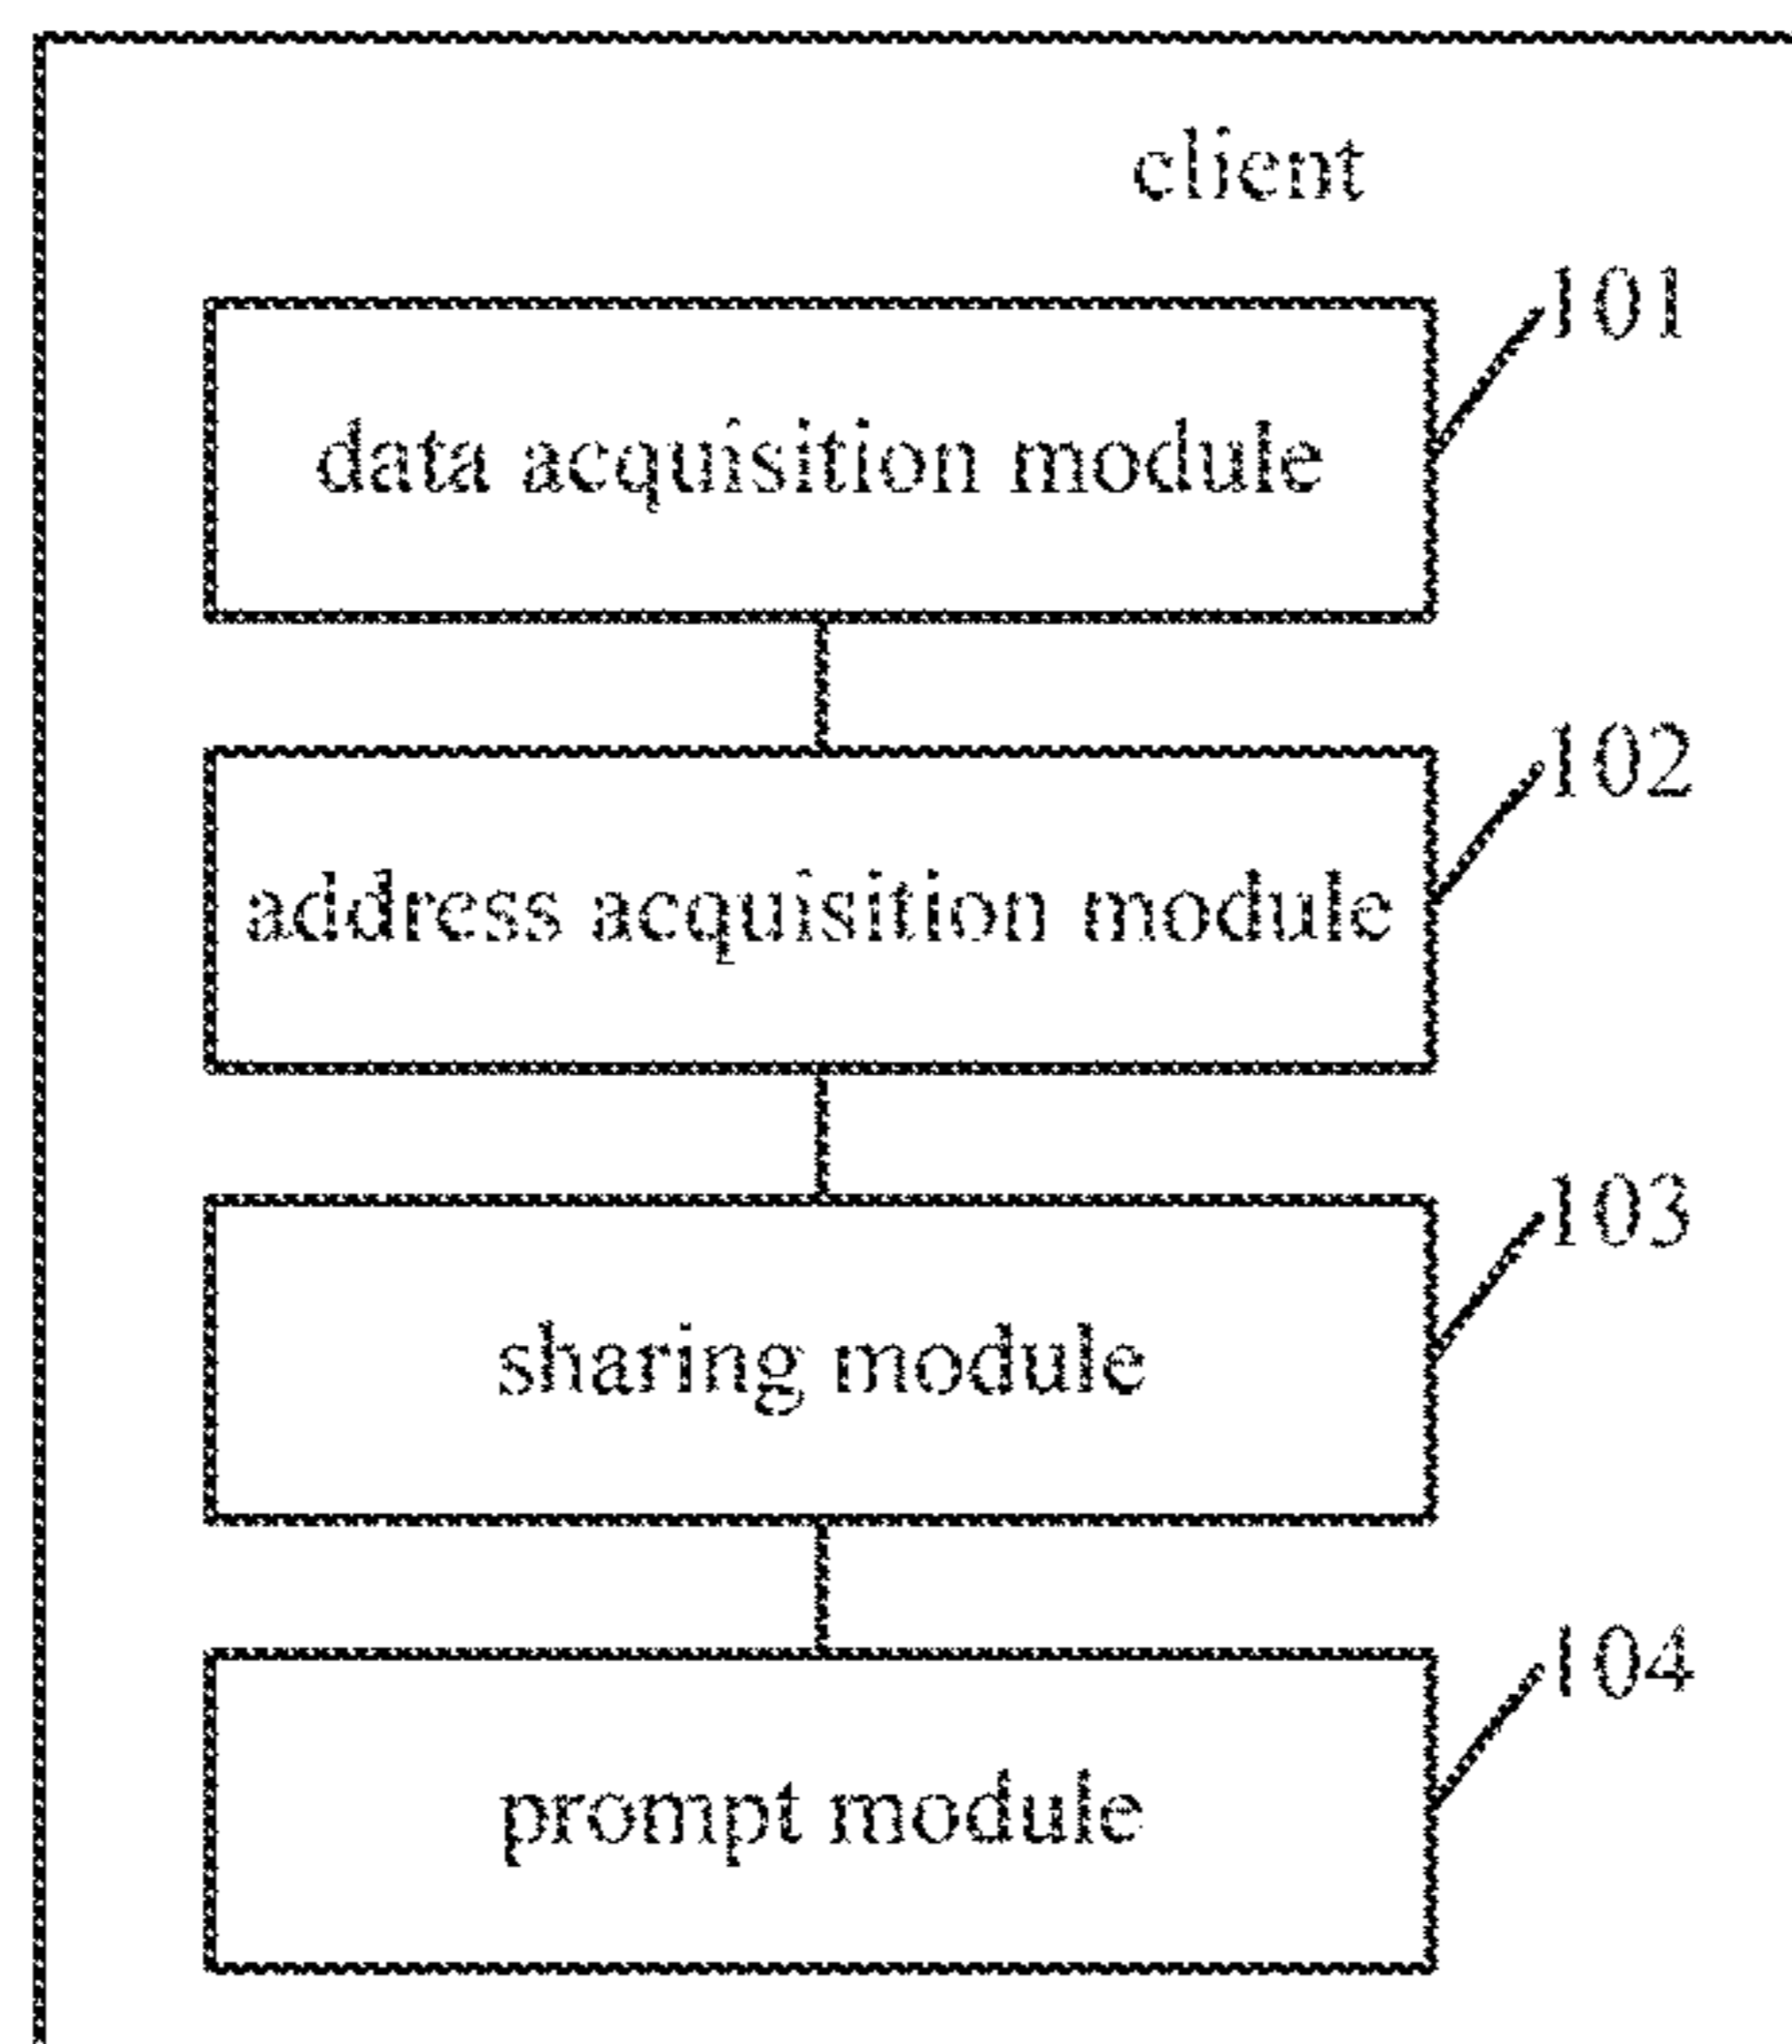 client
101
data acquisition module
102
address acquisition module
103
sharing module
104
prompt module